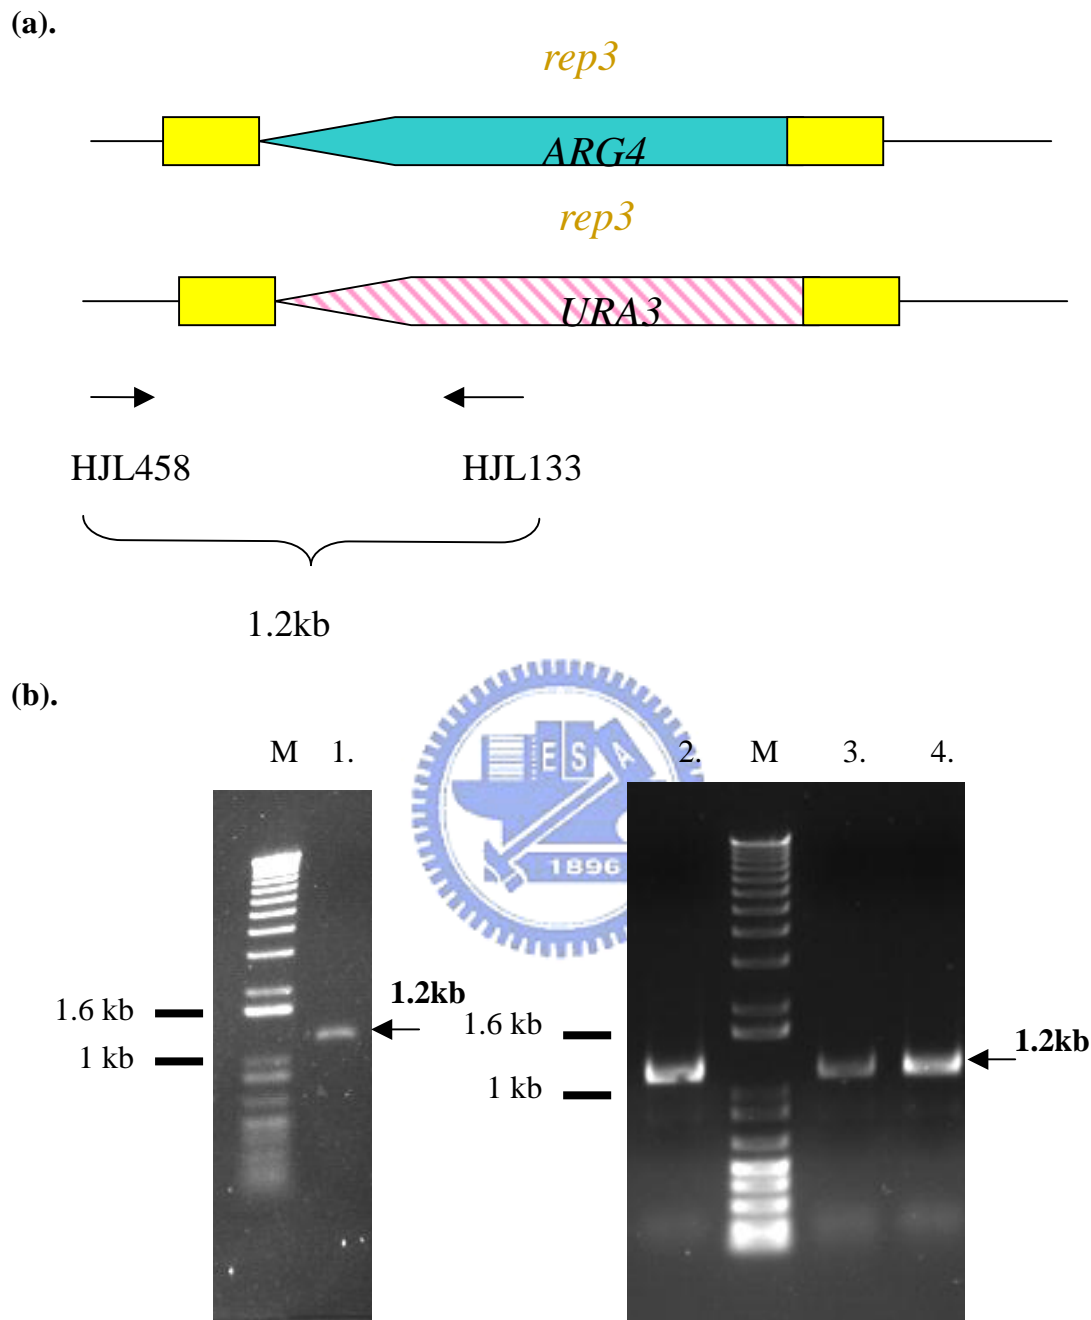 (a).
rep3
ARG4
rep3
URA3
HJL458 HJL133
1.2kb
(b).
M 1. 2. M 3. 4.
E S A
1896
1.6 kb
1.2kb
1 kb
1.6 kb
1.2kb
1 kb